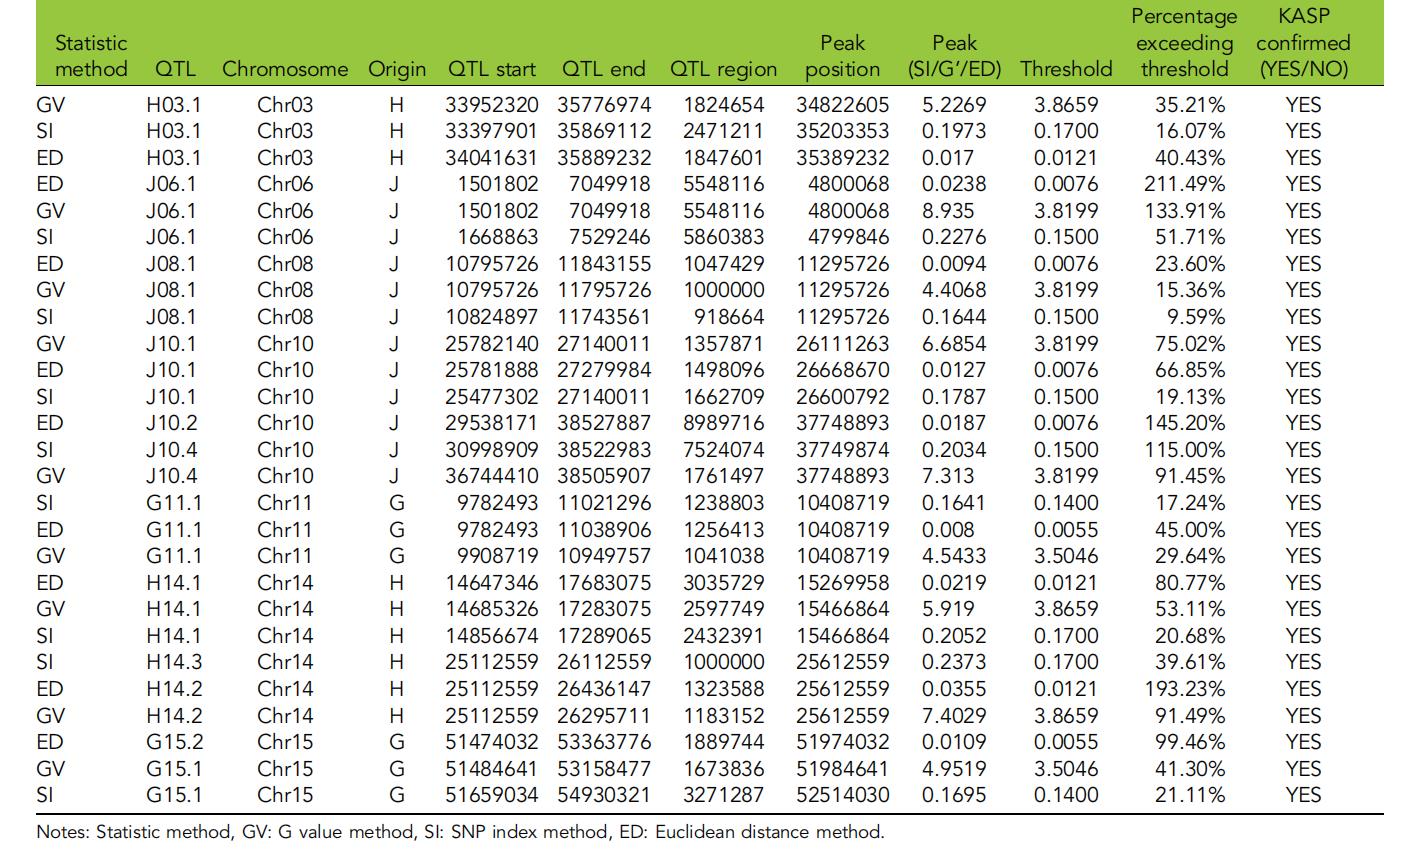 Statistic method QTL Chromosome Origin QTL start QTL end QTL region Peak position Peak (SI/G’/ED) Threshold Percentage exceeding threshold KASP confirmed (YES/NO)
GV H03.1 Chr03 H 33952320 35776974 1824654 34822605 5.2269 3.8659 35.21% YES
SI H03.1 Chr03 H 33397901 35869112 2471211 35203353 0.1973 0.1700 16.07% YES
ED H03.1 Chr03 H 34041631 35889232 1847601 35389232 0.017 0.0121 40.43% YES
ED J06.1 Chr06 J 1501802 7049918 5548116 4800068 0.0238 0.0076 211.49% YES
GV J06.1 Chr06 J 1501802 7049918 5548116 4800068 8.935 3.8199 133.91% YES
SI J06.1 Chr06 J 1668863 7529246 5860383 4799846 0.2276 0.1500 51.71% YES
ED J08.1 Chr08 J 10795726 11843155 1047429 11295726 0.0094 0.0076 23.60% YES
GV J08.1 Chr08 J 10795726 11795726 1000000 11295726 4.4068 3.8199 15.36% YES
SI J08.1 Chr08 J 10824897 11743561 918664 11295726 0.1644 0.1500 9.59% YES
GV J10.1 Chr10 J 25782140 27140011 1357871 26111263 6.6854 3.8199 75.02% YES
ED J10.1 Chr10 J 25781888 27279984 1498096 26668670 0.0127 0.0076 66.85% YES
SI J10.1 Chr10 J 25477302 27140011 1662709 26600792 0.1787 0.1500 19.13% YES
ED J10.2 Chr10 J 29538171 38527887 8989716 37748893 0.0187 0.0076 145.20% YES
SI J10.4 Chr10 J 30998909 38522983 7524074 37749874 0.2034 0.1500 115.00% YES
GV J10.4 Chr10 J 36744410 38505907 1761497 37748893 7.313 3.8199 91.45% YES
SI G11.1 Chr11 G 9782493 11021296 1238803 10408719 0.1641 0.1400 17.24% YES
ED G11.1 Chr11 G 9782493 11038906 1256413 10408719 0.008 0.0055 45.00% YES
GV G11.1 Chr11 G 9908719 10949757 1041038 10408719 4.5433 3.5046 29.64% YES
ED H14.1 Chr14 H 14647346 17683075 3035729 15269958 0.0219 0.0121 80.77% YES
GV H14.1 Chr14 H 14685326 17283075 2597749 15466864 5.919 3.8659 53.11% YES
SI H14.1 Chr14 H 14856674 17289065 2432391 15466864 0.2052 0.1700 20.68% YES
SI H14.3 Chr14 H 25112559 26112559 1000000 25612559 0.2373 0.1700 39.61% YES
ED H14.2 Chr14 H 25112559 26436147 1323588 25612559 0.0355 0.0121 193.23% YES
GV H14.2 Chr14 H 25112559 26295711 1183152 25612559 7.4029 3.8659 91.49% YES
ED G15.2 Chr15 G 51474032 53363776 1889744 51974032 0.0109 0.0055 99.46% YES
GV G15.1 Chr15 G 51484641 53158477 1673836 51984641 4.9519 3.5046 41.30% YES
SI G15.1 Chr15 G 51659034 54930321 3271287 52514030 0.1695 0.1400 21.11% YES
Notes: Statistic method, GV: G value method, SI: SNP index method, ED: Euclidean distance method.